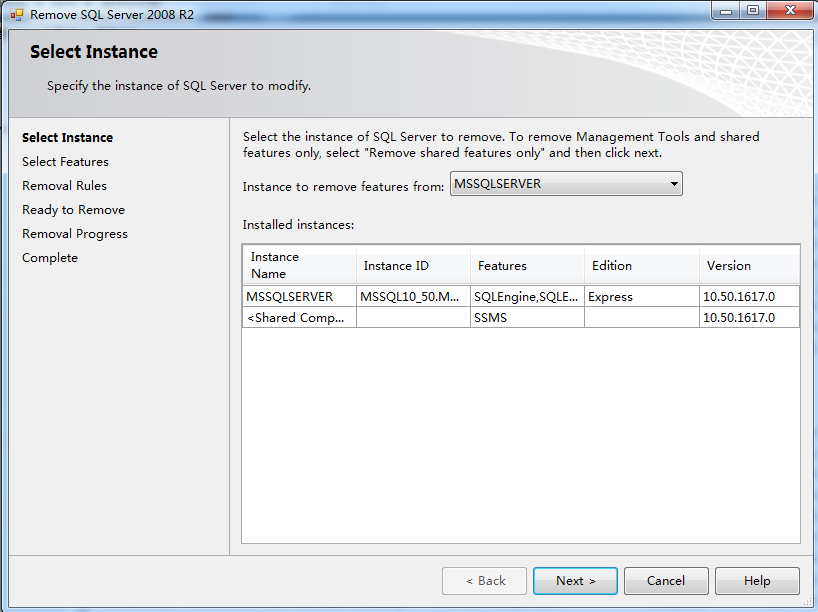 Remove SQL Server 2008 R2
Select Instance
Specify the instance of SQL Server to modify.
Select Instance
Select Features
Removal Rules
Ready to Remove
Removal Progress
Complete
Select the instance of SQL Server to remove. To remove Management Tools and shared
features only, select "Remove shared features only" and then click next.
Instance to remove features from: MSSQLSERVER
Installed instances:
Instance
Name
Instance ID Features Edition Version
MSSQLSERVER MSSQL10_50.M... SQLEngine,SQLE... Express 10.50.1617.0
<Shared Comp... SSMS 10.50.1617.0
< Back Next > Cancel Help